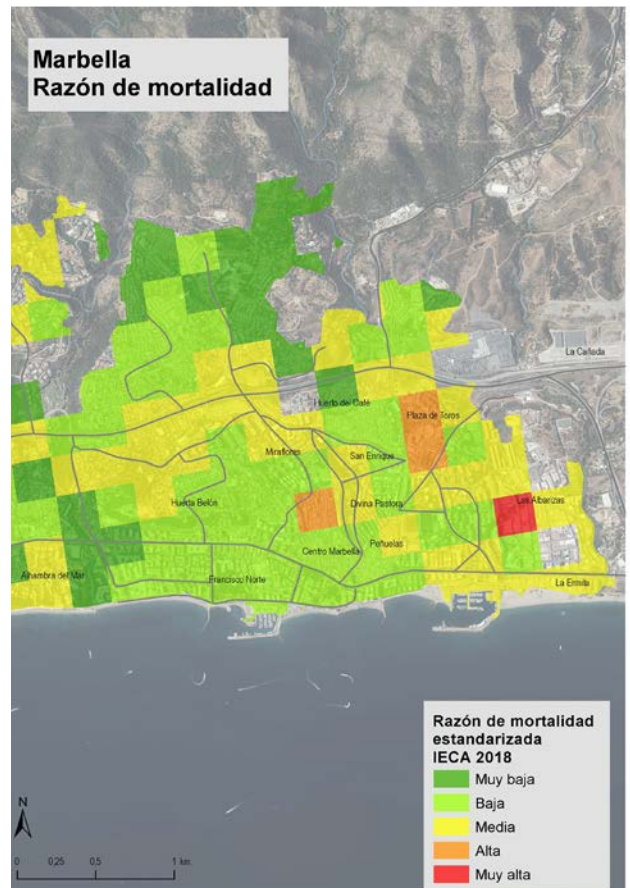 Marbella
Razón de mortalidad
La Cañada
Huerto del Café
Plaza de Toros
Miraflores
San Enrique
Huerta Belón
Divina Pastora
Las Albarizas
Centro Marbella
Peñuelas
Alhambra del Mar
Francisco Norte
La Ermita
Razón de mortalidad
estandarizada
IECA 2018
Muy baja
Baja
Media
Alta
Muy alta
N
0 0,25 0,5 1 km.